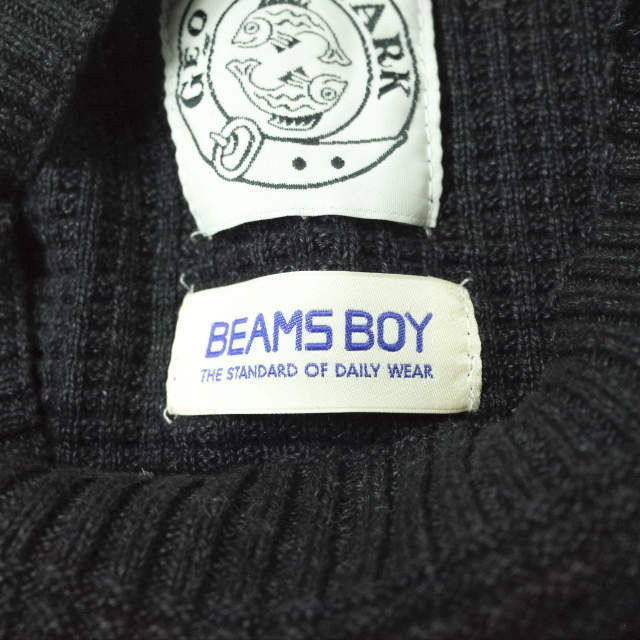 GEO
ARK
BEAMS BOY
THE STANDARD OF DAILY WEAR